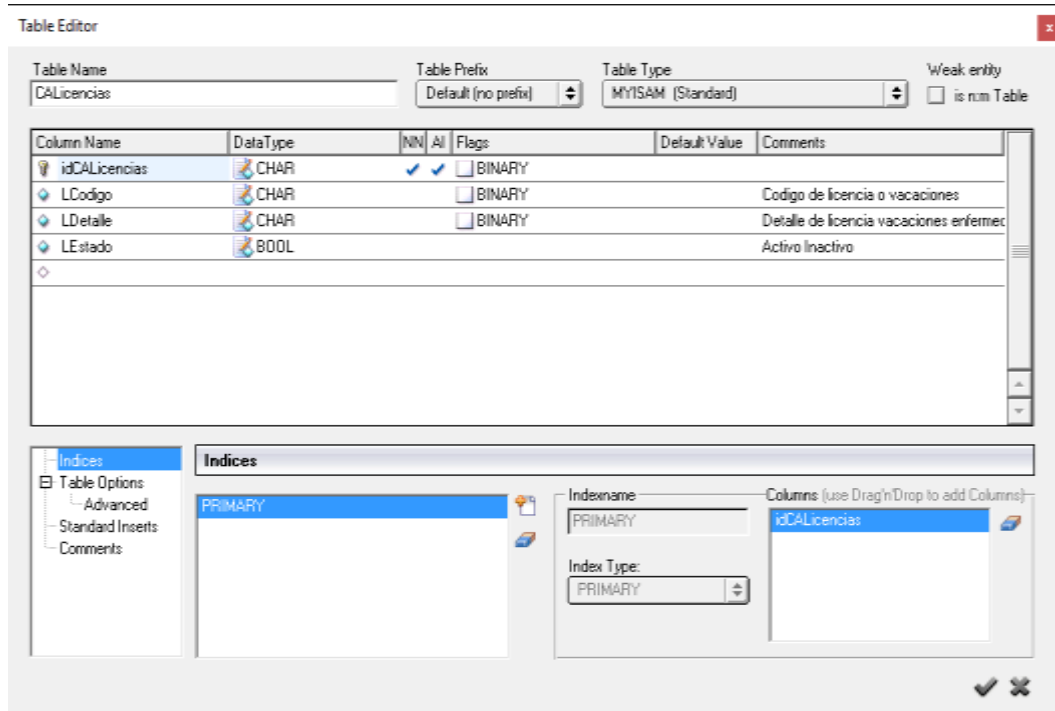 Table Editor
x
Table Name Table Prefix Table Type Weak entity
CALicencias Default (no prefix) MYISAM (Standard) is n:m Table
Column Name DataType NN AI Flags Default Value Comments
idCALicencias CHAR BINARY
LCodigo CHAR BINARY Codigo de licencia o vacaciones
LDetalle CHAR BINARY Detalle de licencia vacaciones enfermec
LEstado BOOL Activo Inactivo
Indices Indices
Table Options
Advanced
Standard Inserts
Comments
PRIMARY
Indexname Columns (use Drag'n'Drop to add Columns)
PRIMARY idCALicencias
Index Type:
PRIMARY